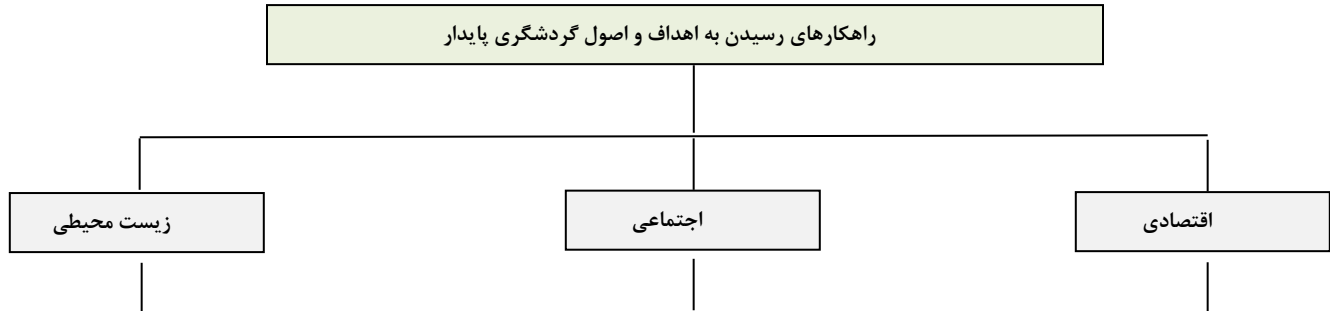 راهکارهای رسیدن به اهداف و اصول گردشگری پایدار
اقتصادی
اجتماعی
زیست محیطی